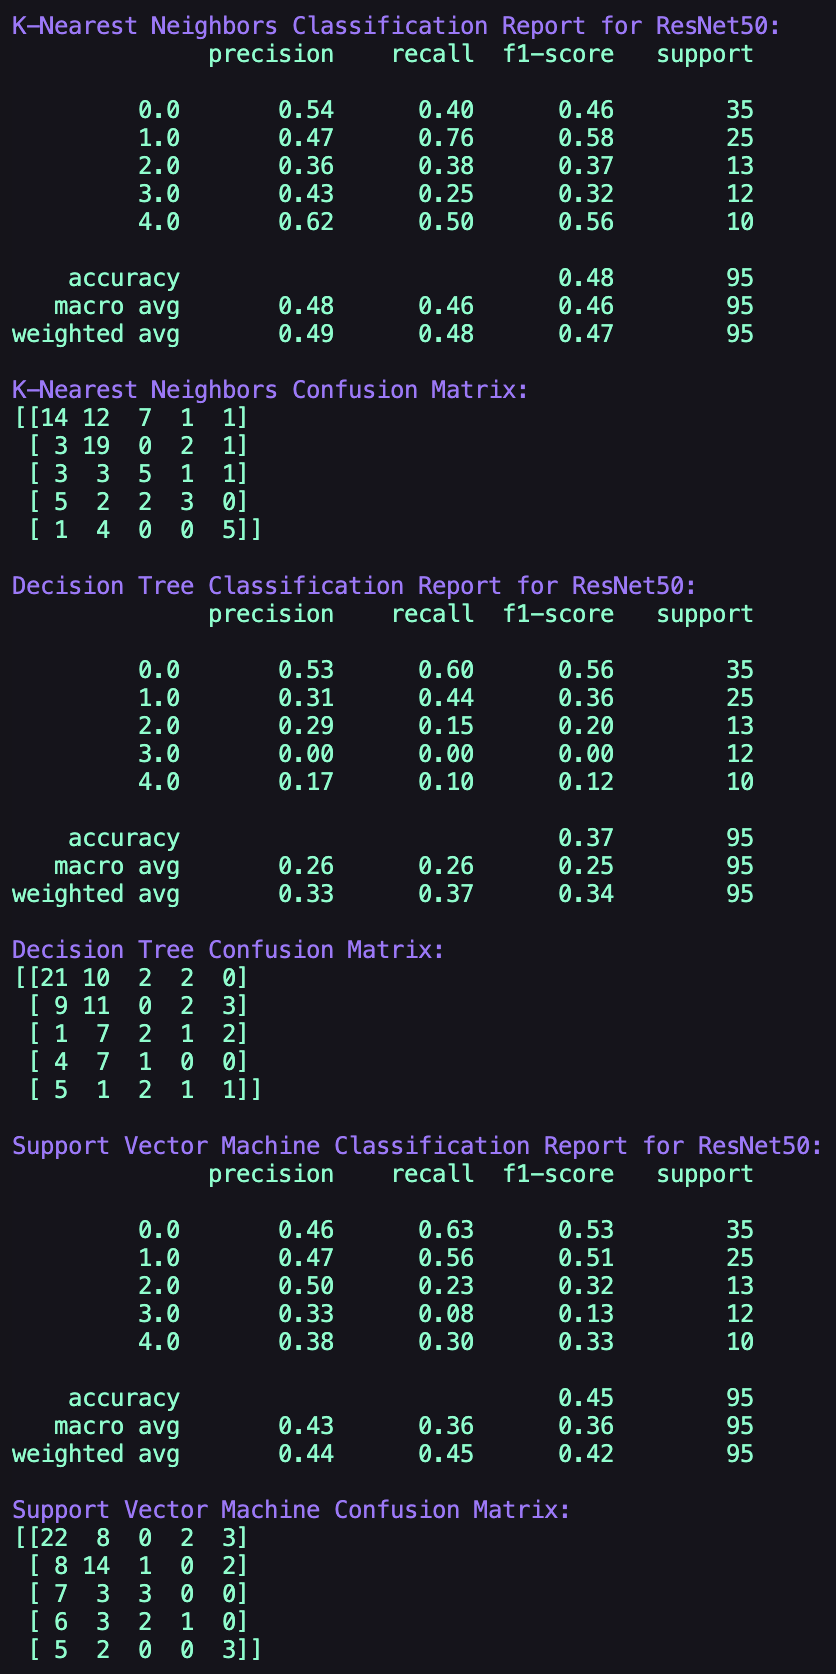 K-Nearest Neighbors Classification Report for ResNet50:
              precision    recall  f1-score   support

         0.0       0.54      0.40      0.46        35
         1.0       0.47      0.76      0.58        25
         2.0       0.36      0.38      0.37        13
         3.0       0.43      0.25      0.32        12
         4.0       0.62      0.50      0.56        10

    accuracy                           0.48        95
   macro avg       0.48      0.46      0.46        95
weighted avg       0.49      0.48      0.47        95

K-Nearest Neighbors Confusion Matrix:
[[14 12  7  1  1]
 [ 3 19  0  2  1]
 [ 3  3  5  1  1]
 [ 5  2  2  3  0]
 [ 1  4  0  0  5]]

Decision Tree Classification Report for ResNet50:
              precision    recall  f1-score   support

         0.0       0.53      0.60      0.56        35
         1.0       0.31      0.44      0.36        25
         2.0       0.29      0.15      0.20        13
         3.0       0.00      0.00      0.00        12
         4.0       0.17      0.10      0.12        10

    accuracy                           0.37        95
   macro avg       0.26      0.26      0.25        95
weighted avg       0.33      0.37      0.34        95

Decision Tree Confusion Matrix:
[[21 10  2  2  0]
 [ 9 11  0  2  3]
 [ 1  7  2  1  2]
 [ 4  7  1  0  0]
 [ 5  1  2  1  1]]

Support Vector Machine Classification Report for ResNet50:
              precision    recall  f1-score   support

         0.0       0.46      0.63      0.53        35
         1.0       0.47      0.56      0.51        25
         2.0       0.50      0.23      0.32        13
         3.0       0.33      0.08      0.13        12
         4.0       0.38      0.30      0.33        10

    accuracy                           0.45        95
   macro avg       0.43      0.36      0.36        95
weighted avg       0.44      0.45      0.42        95

Support Vector Machine Confusion Matrix:
[[22  8  0  2  3]
 [ 8 14  1  0  2]
 [ 7  3  3  0  0]
 [ 6  3  2  1  0]
 [ 5  2  0  0  3]]